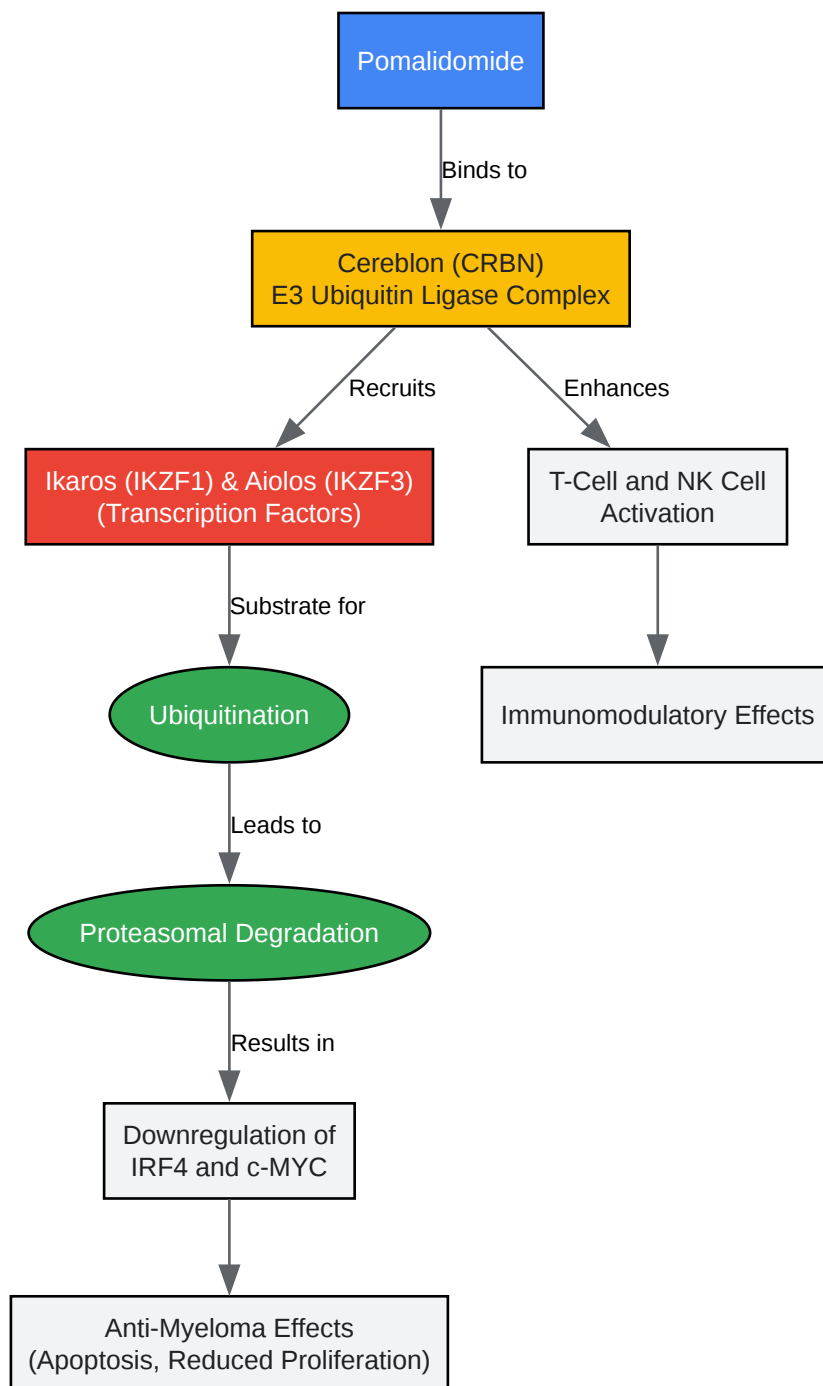 Pomalidomide
Binds to
Cereblon (CRBN)
E3 Ubiquitin Ligase Complex
Recruits
Enhances
Ikaros (IKZF1) & Aiolos (IKZF3)
(Transcription Factors)
T-Cell and NK Cell
Activation
Substrate for
Ubiquitination
Immunomodulatory Effects
Leads to
Proteasomal Degradation
Results in
Downregulation of
IRF4 and c-MYC
Anti-Myeloma Effects
(Apoptosis, Reduced Proliferation)